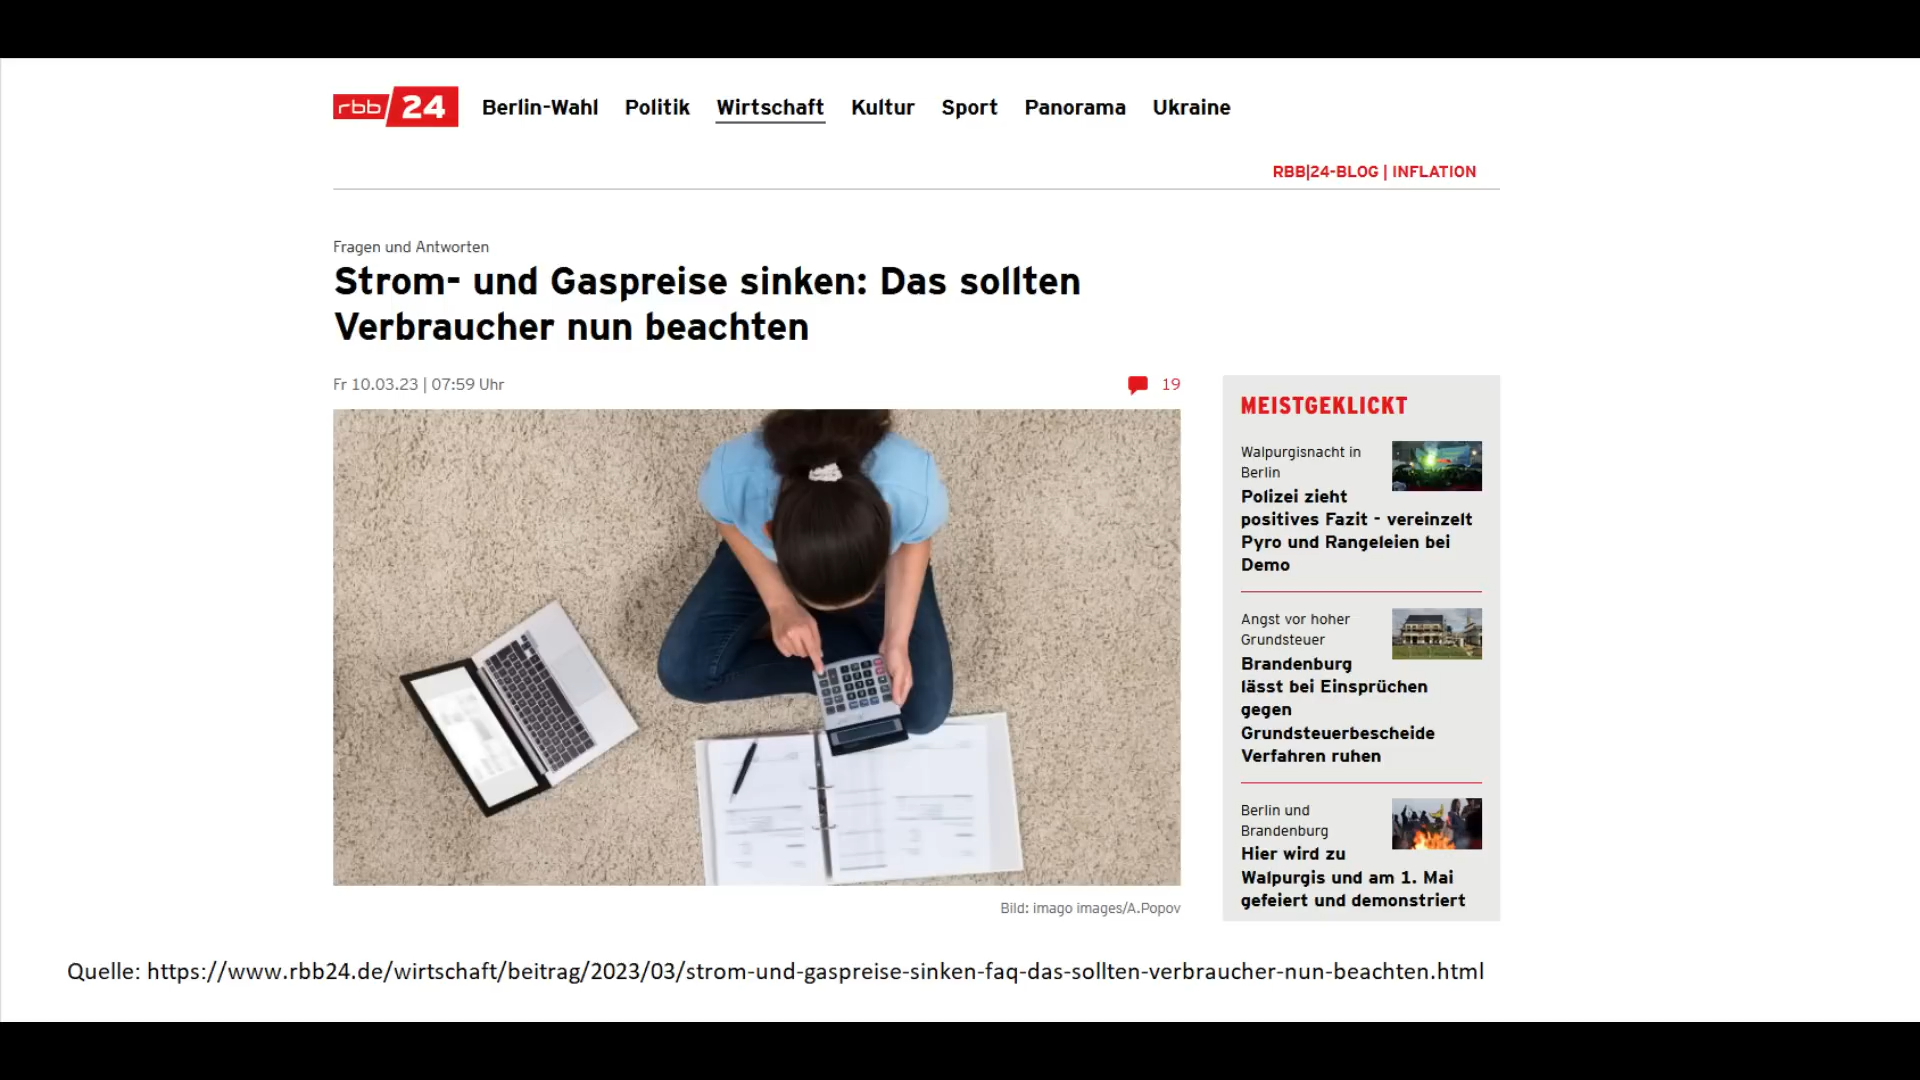 rbb 24 Berlin-Wahl Politik Wirtschaft Kultur Sport Panorama Ukraine
RBB|24-BLOG | INFLATION
Fragen und Antworten
Strom- und Gaspreise sinken: Das sollten
Verbraucher nun beachten
Fr 10.03.23 | 07:59 Uhr
19
Bild: imago images/A.Popov
MEISTGEKLICKT
Walpurgisnacht in
Berlin
Polizei zieht
positives Fazit - vereinzelt
Pyro und Rangeleien bei
Demo
Angst vor hoher
Grundsteuer
Brandenburg
lässt bei Einsprüchen
gegen
Grundsteuerbescheide
Verfahren ruhen
Berlin und
Brandenburg
Hier wird zu
Walpurgis und am 1. Mai
gefeiert und demonstriert
Quelle: https://www.rbb24.de/wirtschaft/beitrag/2023/03/strom-und-gaspreise-sinken-faq-das-sollten-verbraucher-nun-beachten.html